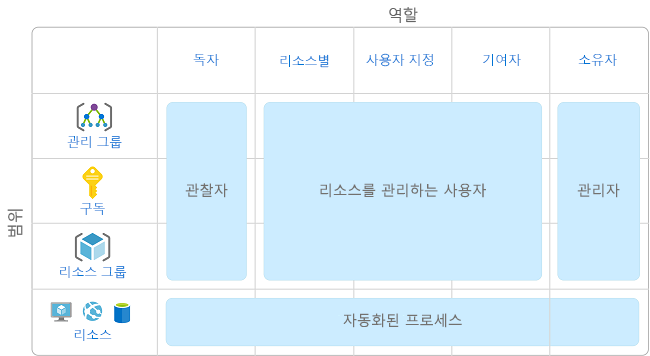 역할
독자
리소스별
사용자 지정
기여자
소유자
범위
관리 그룹
구독
리소스 그룹
리소스
관찰자
리소스를 관리하는 사용자
관리자
자동화된 프로세스